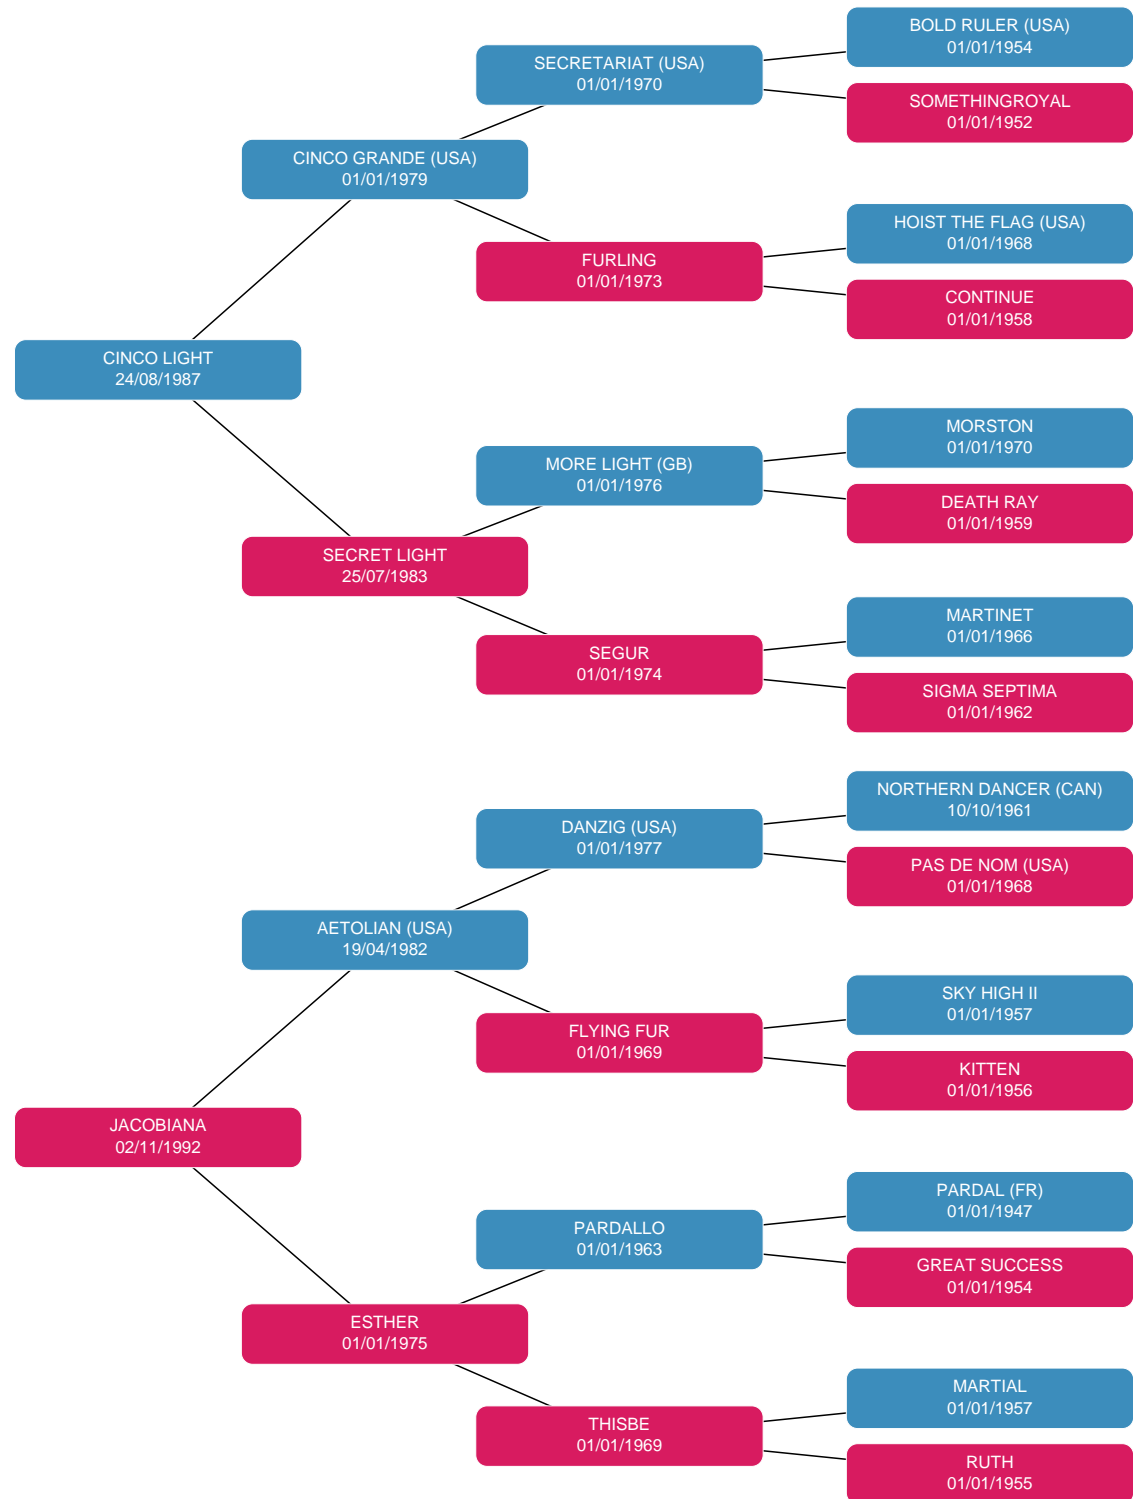 BOLD RULER (USA)
01/01/1954
SECRETARIAT (USA)
01/01/1970
SOMETHINGROYAL
01/01/1952
CINCO GRANDE (USA)
01/01/1979
HOIST THE FLAG (USA)
01/01/1968
FURLING
01/01/1973
CONTINUE
01/01/1958
CINCO LIGHT
24/08/1987
MORSTON
01/01/1970
MORE LIGHT (GB)
01/01/1976
DEATH RAY
01/01/1959
SECRET LIGHT
25/07/1983
MARTINET
01/01/1966
SEGUR
01/01/1974
SIGMA SEPTIMA
01/01/1962
NORTHERN DANCER (CAN)
10/10/1961
DANZIG (USA)
01/01/1977
PAS DE NOM (USA)
01/01/1968
AETOLIAN (USA)
19/04/1982
SKY HIGH II
01/01/1957
FLYING FUR
01/01/1969
KITTEN
01/01/1956
JACOBIANA
02/11/1992
PARDAL (FR)
01/01/1947
PARDALLO
01/01/1963
GREAT SUCCESS
01/01/1954
ESTHER
01/01/1975
MARTIAL
01/01/1957
THISBE
01/01/1969
RUTH
01/01/1955